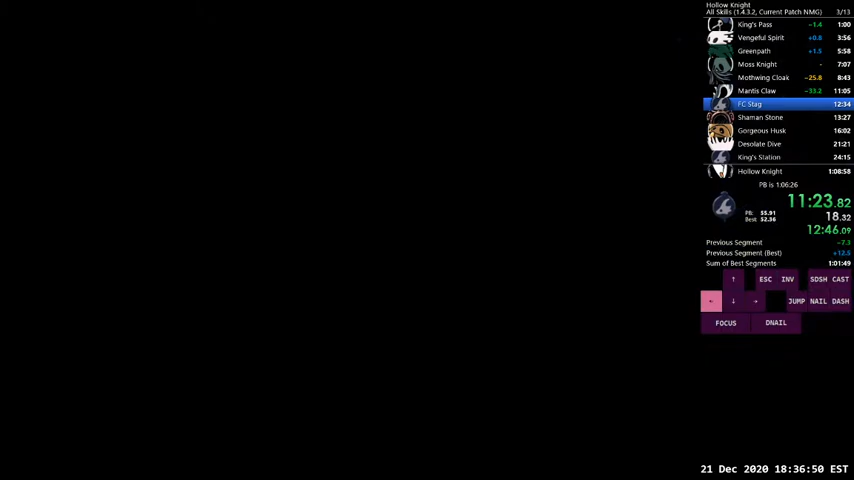 Hollow Knight
All Skills (1.4.3.2, Current Patch NMG) 3/13
King's Pass −1.4 1:00
Vengeful Spirit +0.8 3:56
Greenpath +1.5 5:58
Moss Knight - 7:07
Mothwing Cloak −25.8 8:43
Mantis Claw −33.2 11:05
FC Stag 12:34
Shaman Stone 13:27
Gorgeous Husk 16:02
Desolate Dive 21:21
King's Station 24:15
Hollow Knight 1:08:58
PB is 1:06:26
11:23.82
PB: 55.91 18.32
Best 52.36
12:46.09
Previous Segment −7.3
Previous Segment (Best) +12.5
Sum of Best Segments 1:01:49
↑ ESC INV SDSH CAST
← ↓ → JUMP NAIL DASH
FOCUS DNAIL
21 Dec 2020 18:36:50 EST